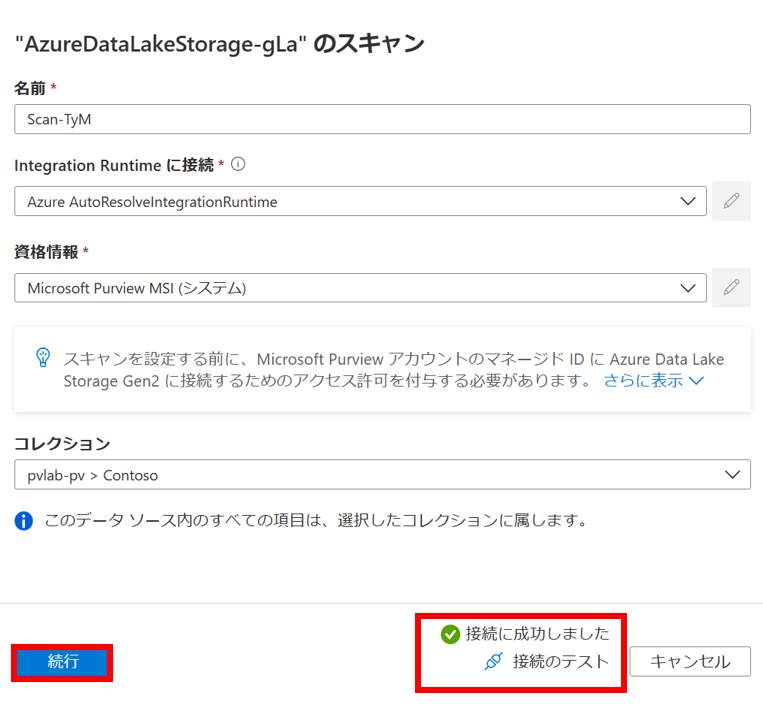 "AzureDataLakeStorage-gLa" のスキャン
名前 *
Scan-TyM
Integration Runtime に接続 *
Azure AutoResolveIntegrationRuntime
資格情報 *
Microsoft Purview MSI (システム)
スキャンを設定する前に、Microsoft Purview アカウントのマネージド ID に Azure Data Lake
Storage Gen2 に接続するためのアクセス許可を付与する必要があります。 さらに表示
コレクション
pvlab-pv > Contoso
このデータ ソース内のすべての項目は、選択したコレクションに属します。
接続に成功しました
続行
接続のテスト
キャンセル